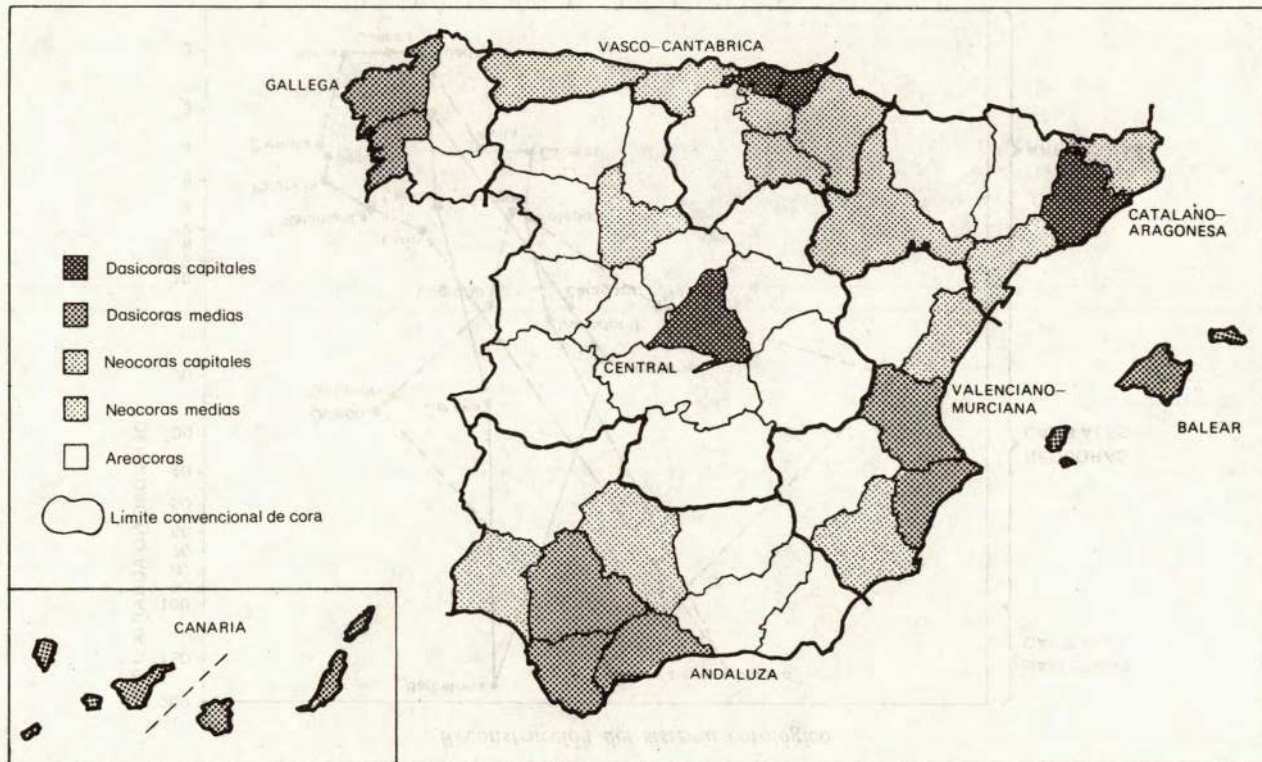 VASCO-CANTABRICA
GALLEGA
CATALANO-
ARAGONESA
Dasicoras capitales
Dasicoras medias
Neocoras capitales
Neocoras medias
Areocoras
Límite convencional de cora
CENTRAL
VALENCIANO-
MURCIANA
BALEAR
CANARIA
ANDALUZA